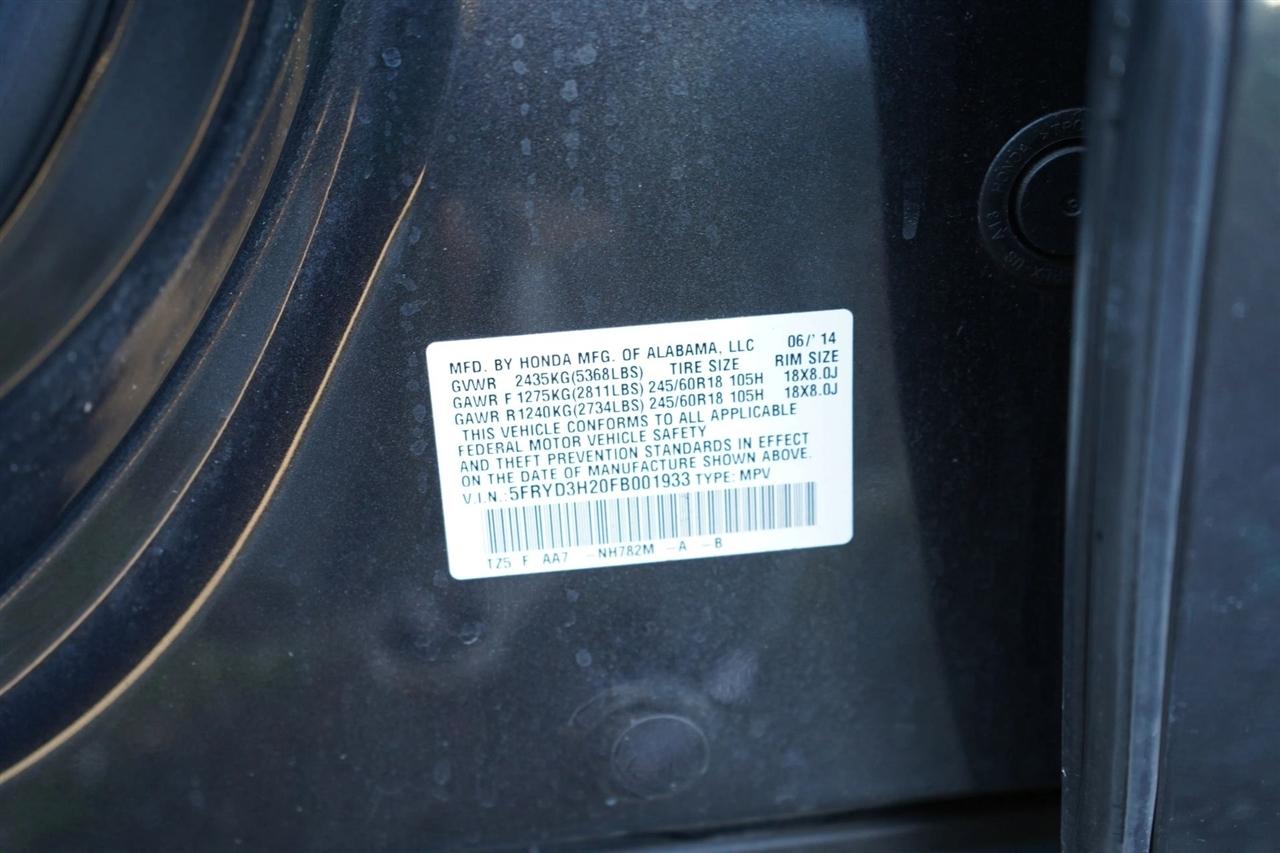 MFD. BY HONDA MFG. OF ALABAMA, LLC 06/' 14
GVWR 2435KG(5368LBS) TIRE SIZE RIM SIZE
GAWR F 1275KG(2811LBS) 245/60R18 105H 18X8.0J
GAWR R1240KG(2734LBS) 245/60R18 105H 18X8.0J
THIS VEHICLE CONFORMS TO ALL APPLICABLE
FEDERAL MOTOR VEHICLE SAFETY
AND THEFT PREVENTION STANDARDS IN EFFECT
ON THE DATE OF MANUFACTURE SHOWN ABOVE.
V.I.N.: 5FRYD3H20FB001933 TYPE: MPV
TZ5 F AA7 -NH782M -A -B